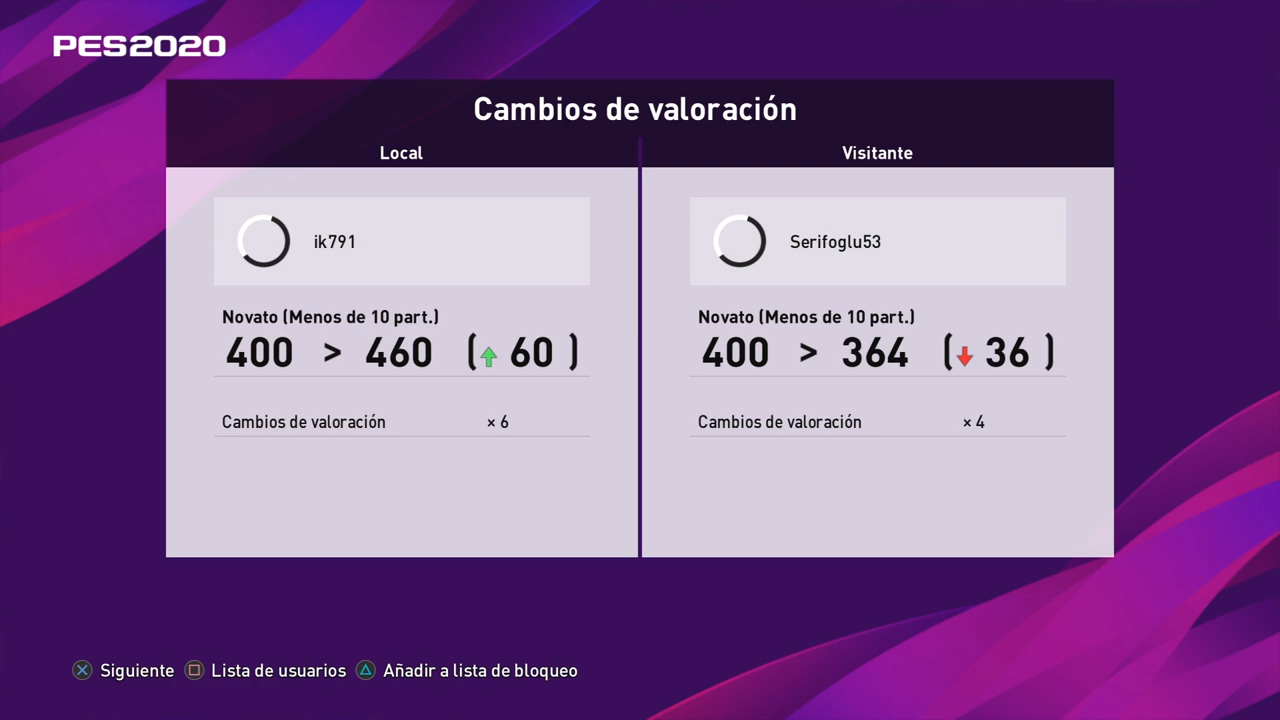 PES2020
Cambios de valoración
Local
Visitante
ik791
Serifoglu53
Novato (Menos de 10 part.)
400 > 460 ( 60 )
Novato (Menos de 10 part.)
400 > 364 ( 36 )
Cambios de valoración × 6
Cambios de valoración × 4
Siguiente Lista de usuarios Añadir a lista de bloqueo